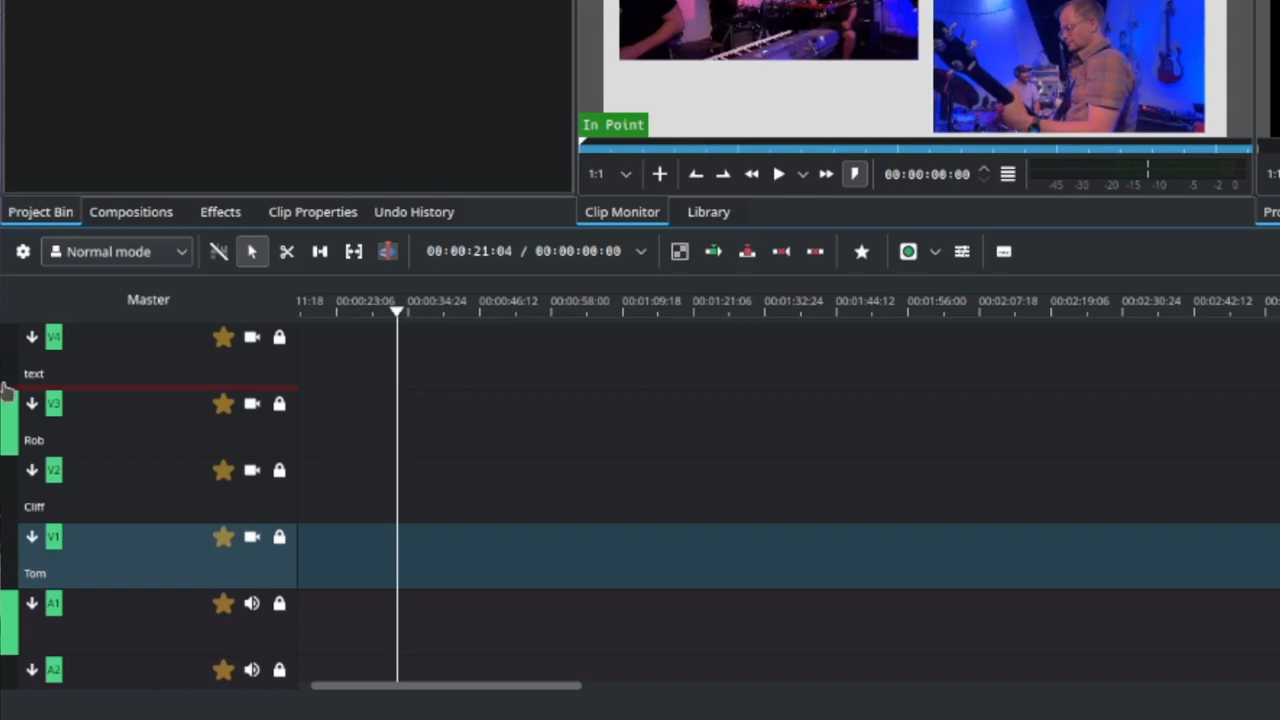 In Point
1:1
00:00:00:00
-45 -30 -20 -15 -10 -5 -2 0
1:1
Project Bin Compositions Effects Clip Properties Undo History Clip Monitor Library Pro
Normal mode 00:00:21:04 / 00:00:00:00
Master 11:18 00:00:23:06 00:00:34:24 00:00:46:12 00:00:58:00 00:01:09:18 00:01:21:06 00:01:32:24 00:01:44:12 00:01:56:00 00:02:07:18 00:02:19:06 00:02:30:24 00:02:42:12 00:
V4
text
V3
Rob
V2
Cliff
V1
Tom
A1
A2